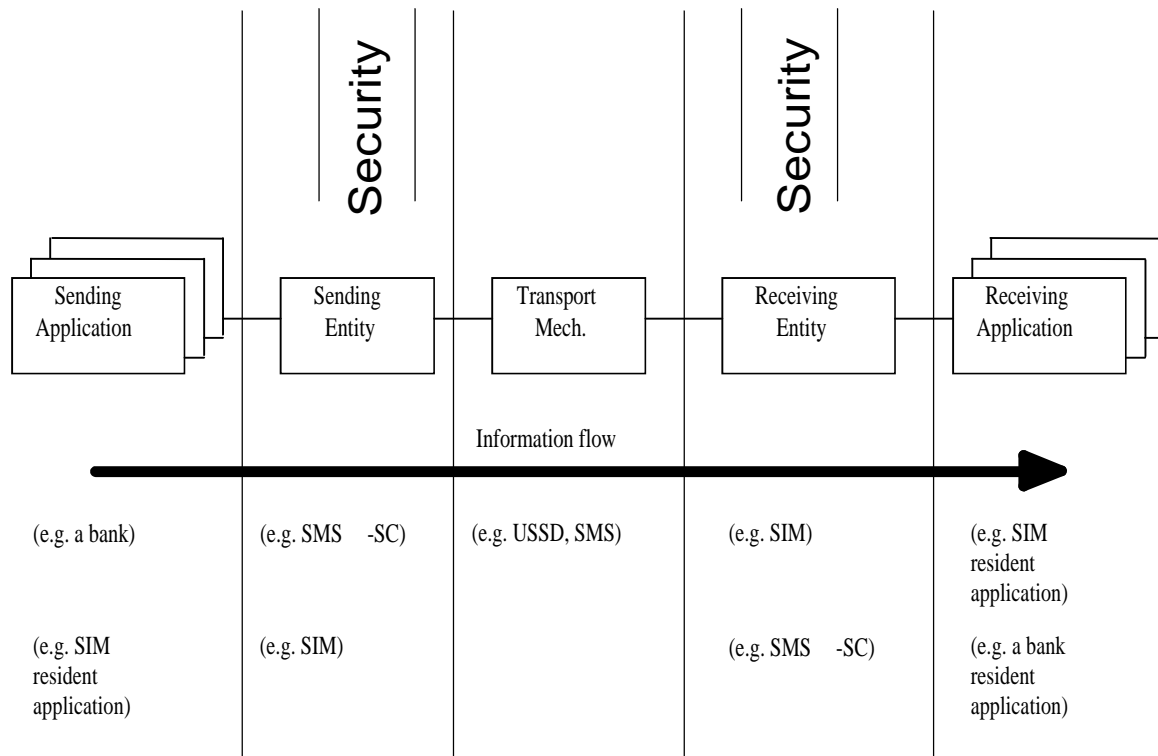 Security
Security
Sending
Application
Sending
Entity
Transport
Mech.
Receiving
Entity
Receiving
Application
Information flow
(e.g. a bank)
(e.g. SMS -SC)
(e.g. USSD, SMS)
(e.g. SIM)
(e.g. SIM
resident
application)
(e.g. SIM
resident
application)
(e.g. SIM)
(e.g. SMS -SC)
(e.g. a bank
resident
application)